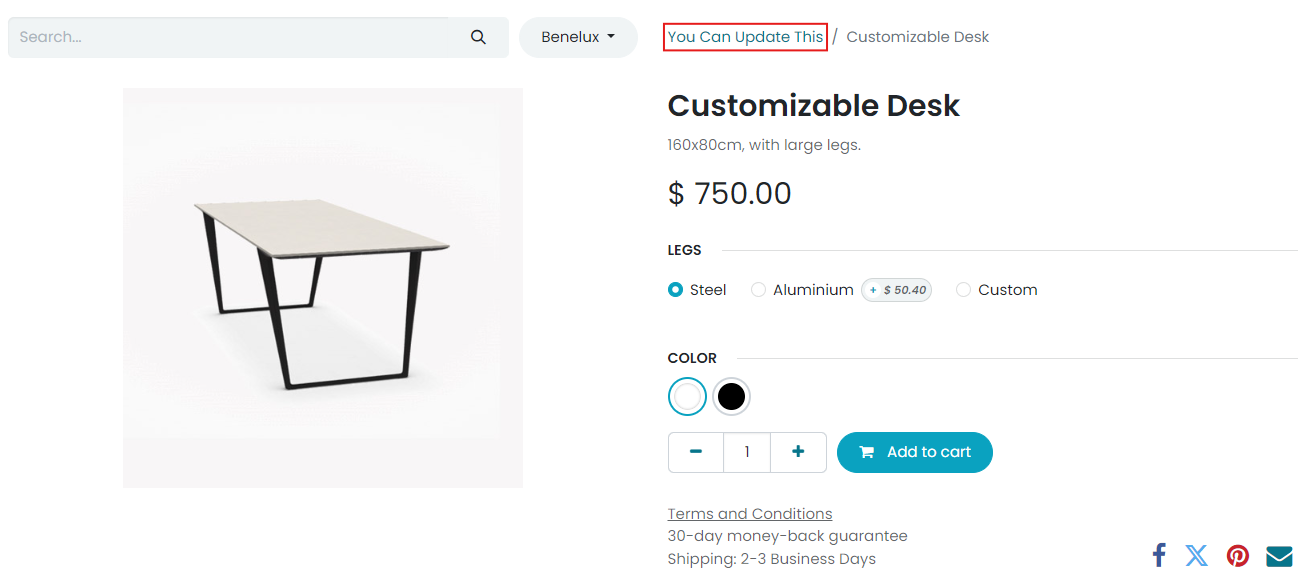 Search...
Benelux
You Can Update This / Customizable Desk
Customizable Desk
160x80cm, with large legs.
$ 750.00
LEGS
Steel
Aluminium + $ 50.40
Custom
COLOR
- 1 +
Add to cart
Terms and Conditions
30-day money-back guarantee
Shipping: 2-3 Business Days